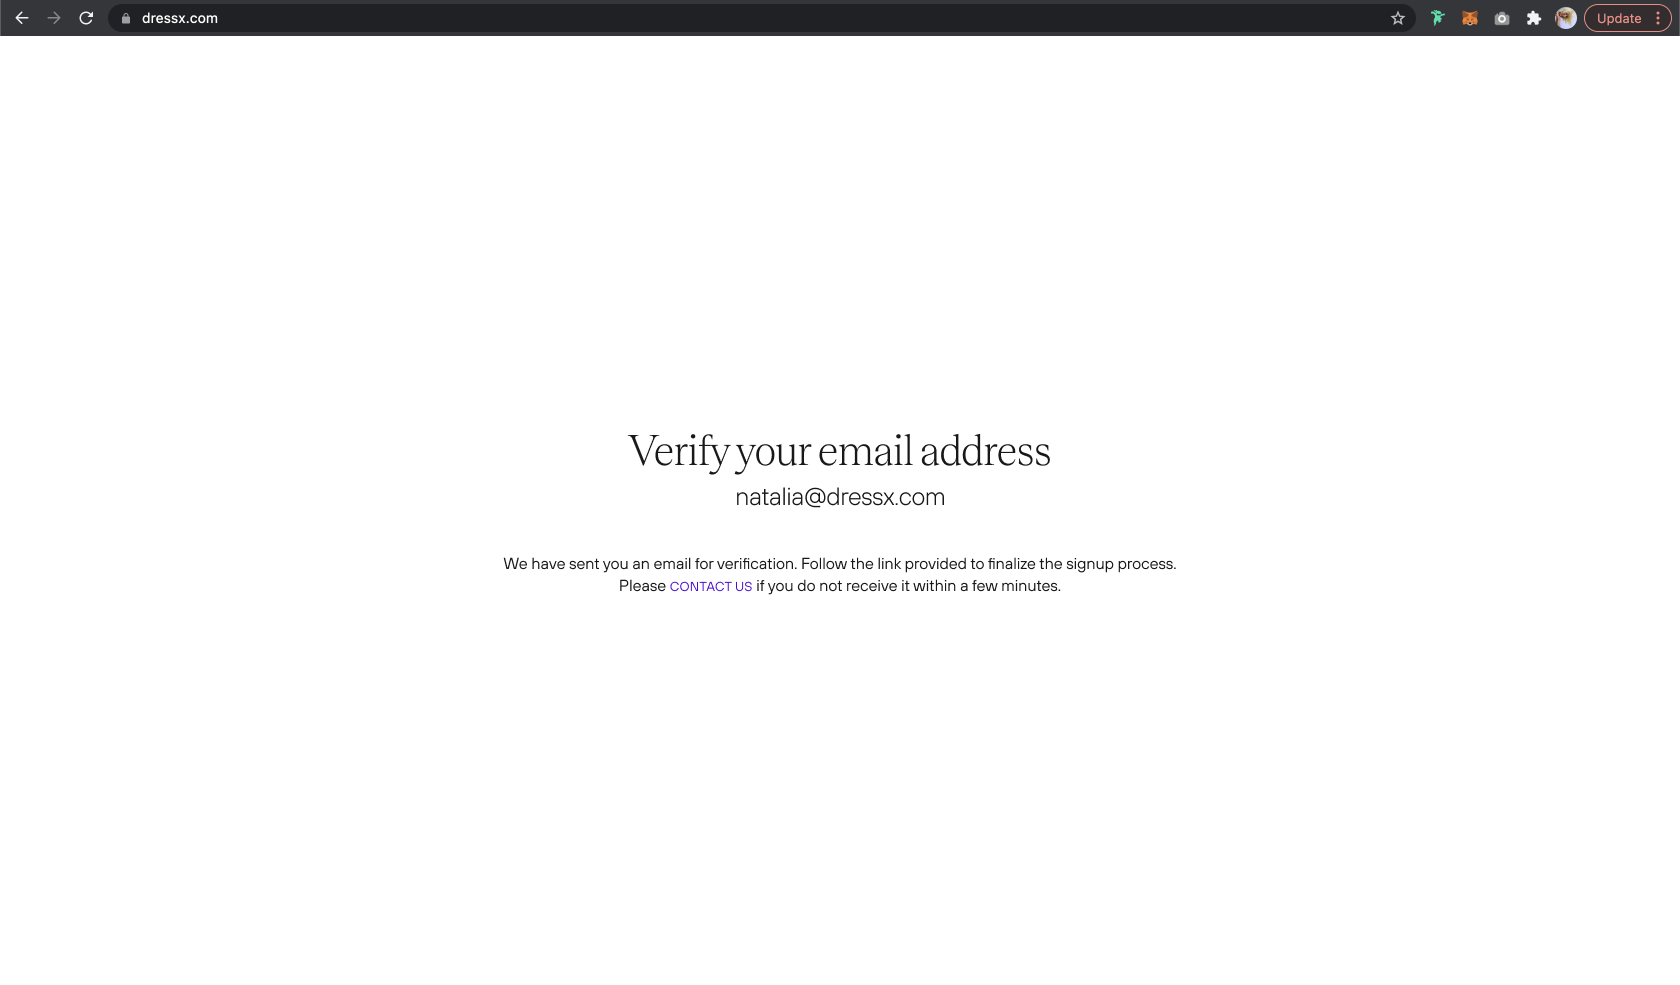 dressx.com
Update
Verify your email address
natalia@dressx.com
We have sent you an email for verification. Follow the link provided to finalize the signup process.
Please CONTACT US if you do not receive it within a few minutes.